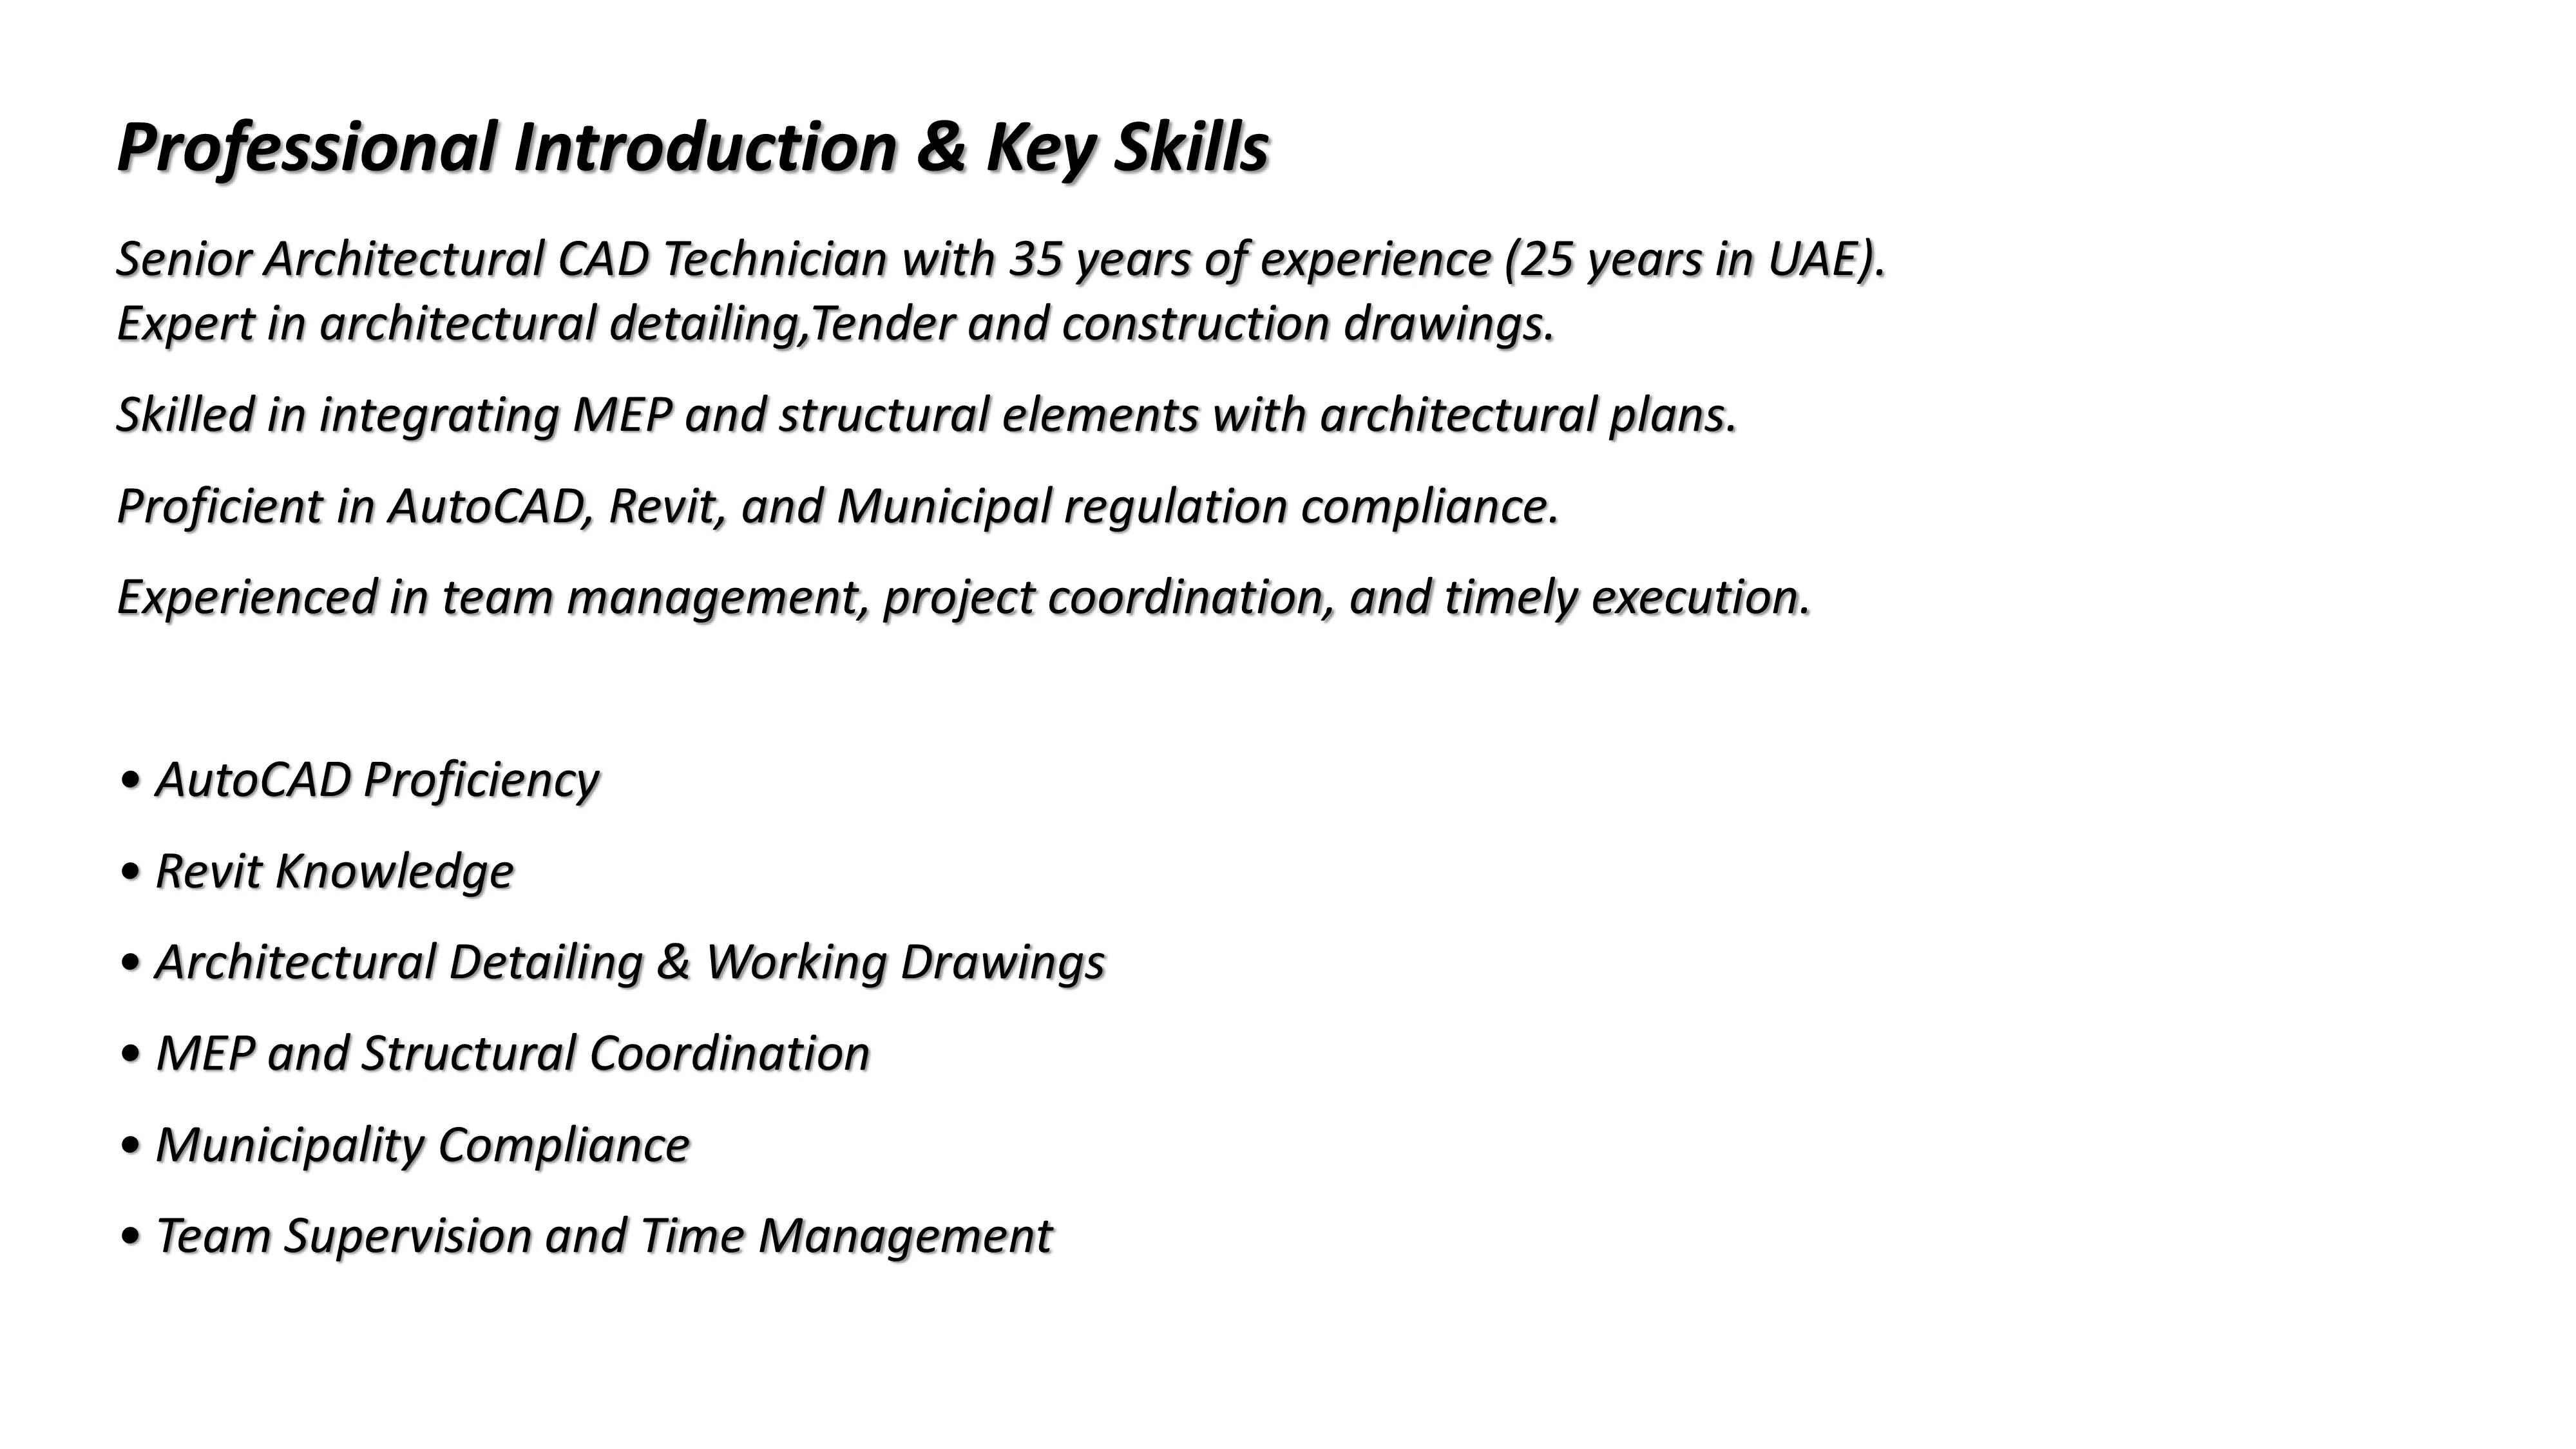 Professional Introduction & Key Skills
Senior Architectural CAD Technician with 35 years of experience (25 years in UAE).
Expert in architectural detailing,Tender and construction drawings.
Skilled in integrating MEP and structural elements with architectural plans.
Proficient in AutoCAD, Revit, and Municipal regulation compliance.
Experienced in team management, project coordination, and timely execution.
• AutoCAD Proficiency
• Revit Knowledge
• Architectural Detailing & Working Drawings
• MEP and Structural Coordination
• Municipality Compliance
• Team Supervision and Time Management